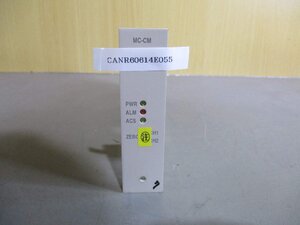 MC-CM
CANR60614E055
PWR
ALM
ACS
ZERO
H1
H2